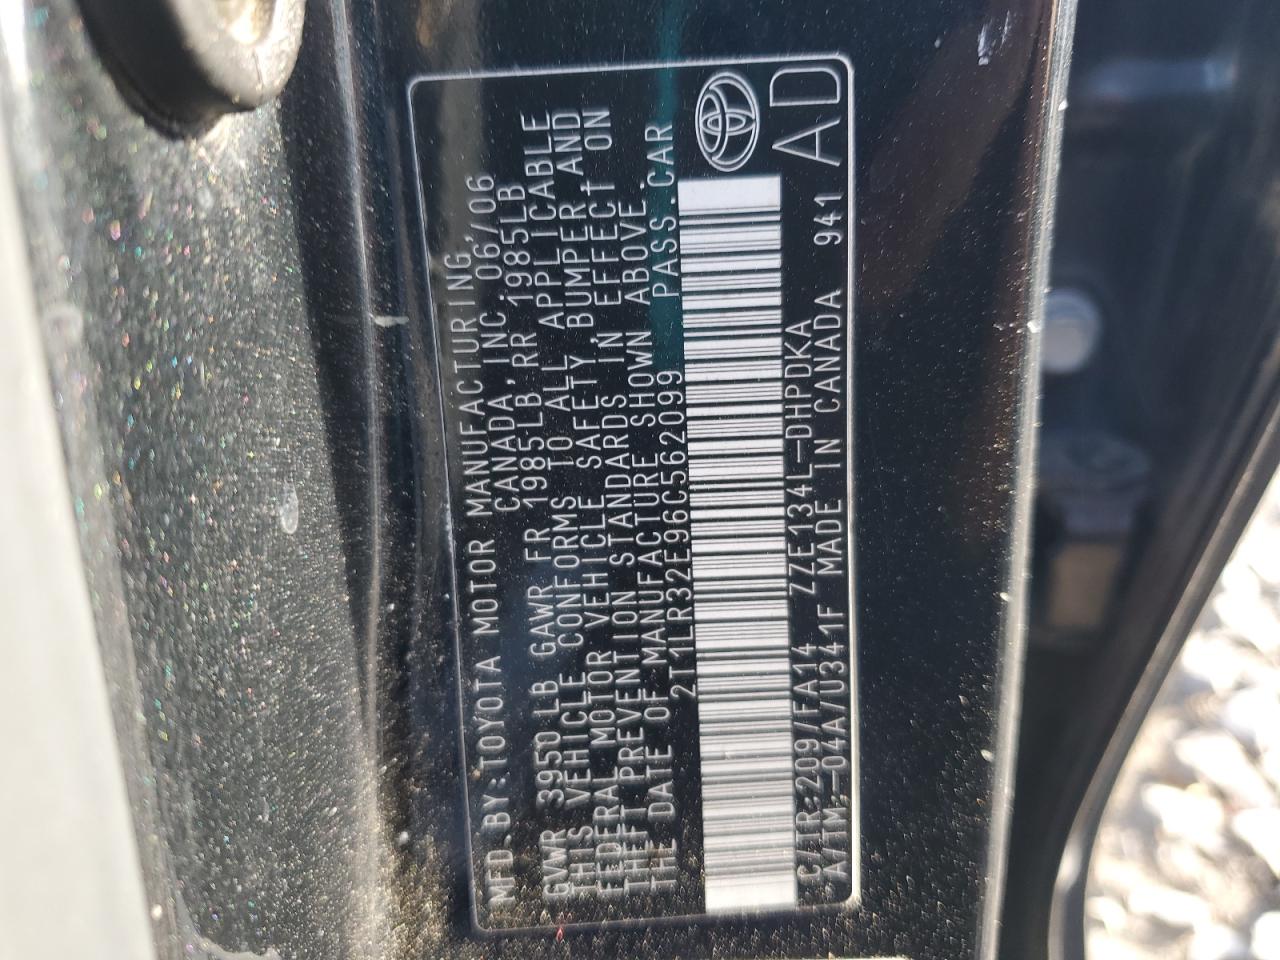 MFD.BY:TOYOTA MOTOR MANUFACTURING,
CANADA,INC.06/06
GVWR 3950LB GAWR FR 1985LB,RR 1985LB
THIS VEHICLE CONFORMS TO ALL APPLICABLE
FEDERAL MOTOR VEHICLE SAFETY,BUMPER,AND
THEFT PREVENTION STANDARDS IN EFFECT ON
THE DATE OF MANUFACTURE SHOWN ABOVE.
2T1LR32E96C562099 PASS.CAR
C/TR:209/FA14 ZZE134L-DHPDKA
A/TM:-04A/U341F MADE IN CANADA 941
AD